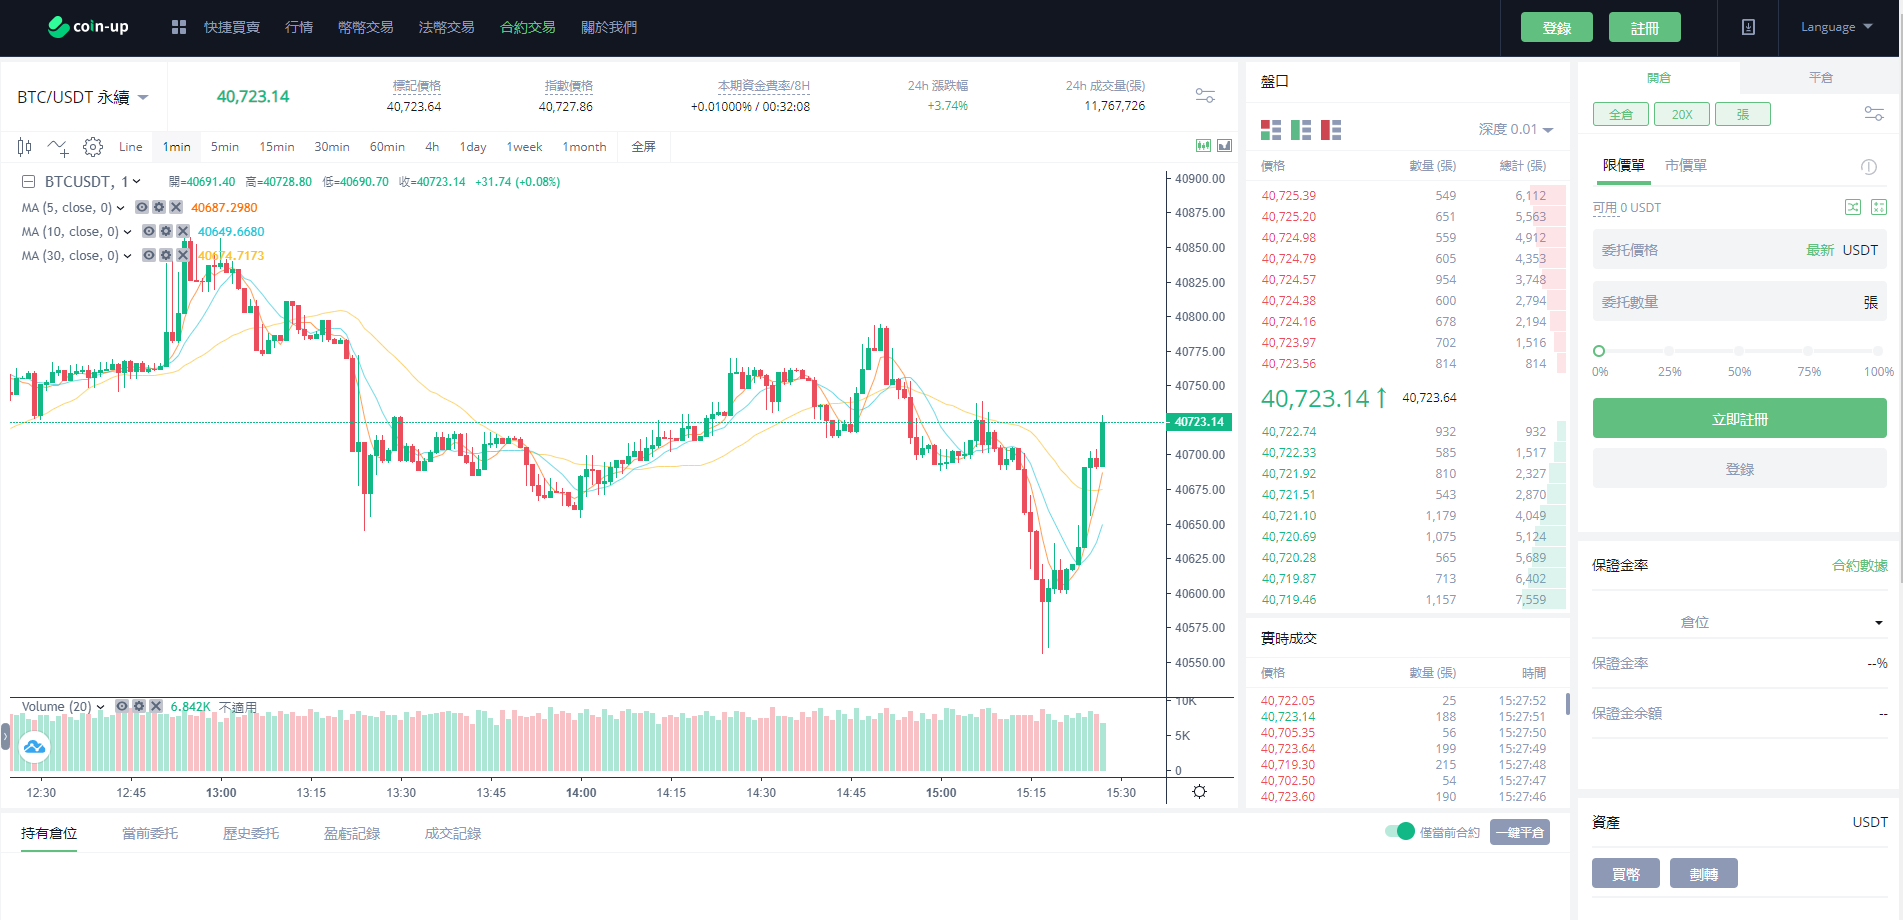 coin-up 快捷買賣 行情 幣幣交易 法幣交易 合約交易 關於我們 登錄 註冊 Language
BTC/USDT 永續 40,723.14
標記價格 指數價格 本期資金費率/8H 24h 漲跌幅 24h 成交量(張)
40,723.64 40,727.86 +0.01000% / 00:32:08 +3.74% 11,767,726
Line 1min 5min 15min 30min 60min 4h 1day 1week 1month 全屏
BTCUSDT, 1 開=40691.40 高=40728.80 低=40690.70 收=40723.14 +31.74 (+0.08%)
MA (5, close, 0) 40687.2980
MA (10, close, 0) 40649.6680
MA (30, close, 0) 40674.7173
40900.00
40875.00
40850.00
40825.00
40800.00
40775.00
40750.00
40723.14
40700.00
40675.00
40650.00
40625.00
40600.00
40575.00
40550.00
Volume (20) 6.842K 不適用
10K
5K
0
12:30 12:45 13:00 13:15 13:30 13:45 14:00 14:15 14:30 14:45 15:00 15:15 15:30
持有倉位 當前委托 歷史委托 盈虧記錄 成交記錄 僅當前合約 一鍵平倉
盤口
深度 0.01
價格 數量 (張) 總計 (張)
40,725.39 549 6,112
40,725.20 651 5,563
40,724.98 559 4,912
40,724.79 605 4,353
40,724.57 954 3,748
40,724.38 600 2,794
40,724.16 678 2,194
40,723.97 702 1,516
40,723.56 814 814
40,723.14↑ 40,723.64
40,722.74 932 932
40,722.33 585 1,517
40,721.92 810 2,327
40,721.51 543 2,870
40,721.10 1,179 4,049
40,720.69 1,075 5,124
40,720.28 565 5,689
40,719.87 713 6,402
40,719.46 1,157 7,559
實時成交
價格 數量 (張) 時間
40,722.05 25 15:27:52
40,723.14 188 15:27:51
40,705.35 56 15:27:50
40,723.64 199 15:27:49
40,719.30 215 15:27:48
40,702.50 54 15:27:47
40,723.60 190 15:27:46
開倉 平倉
全倉 20X 張
限價單 市價單
可用 0 USDT
委托價格 最新 USDT
委托數量 張
0% 25% 50% 75% 100%
立即註冊
登錄
保證金率 合約數據
倉位
保證金率 --%
保證金余額 --
資產 USDT
買幣 劃轉